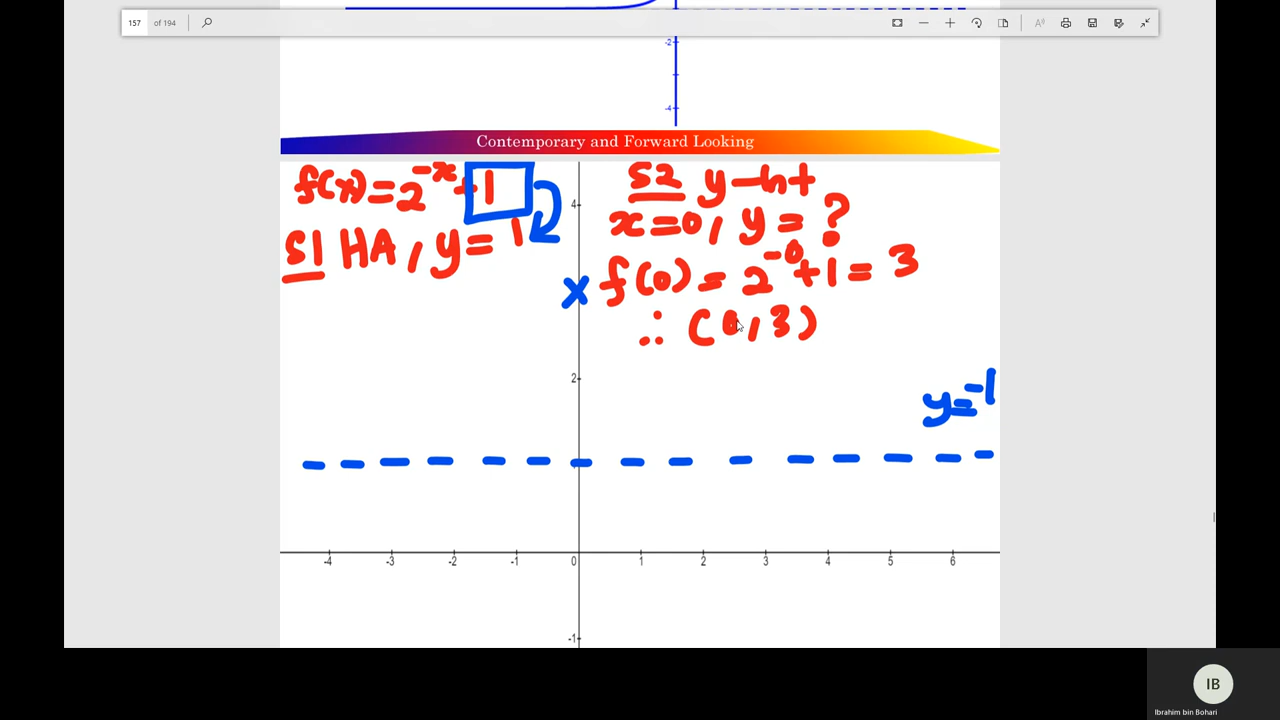 157 of 194
-2
-4
Contemporary and Forward Looking
f(x) = 2^-x + 1
S1 HA, y = 1
S2 y-int
x = 0, y = ?
f(0) = 2^-0 + 1 = 3
∴ (0, 3)
x
y = -1
4
2
-4 -3 -2 -1 0 1 2 3 4 5 6
-1
IB
Ibrahim bin Bohari